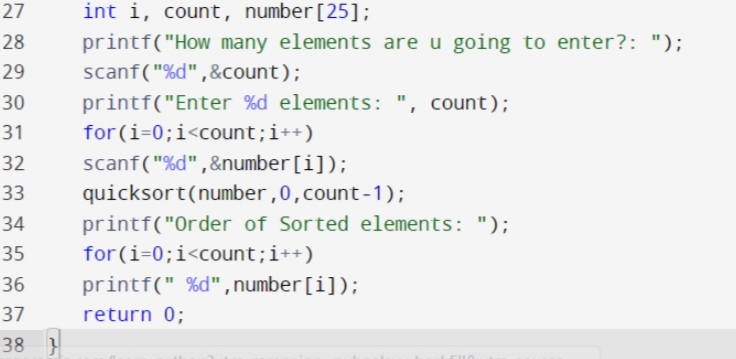 27 int i, count, number[25];
28 printf("How many elements are u going to enter?: ");
29 scanf("%d",&count);
30 printf("Enter %d elements: ", count);
31 for(i=0;i<count;i++)
32 scanf("%d",&number[i]);
33 quicksort(number,0,count-1);
34 printf("Order of Sorted elements: ");
35 for(i=0;i<count;i++)
36 printf(" %d",number[i]);
37 return 0;
38 }